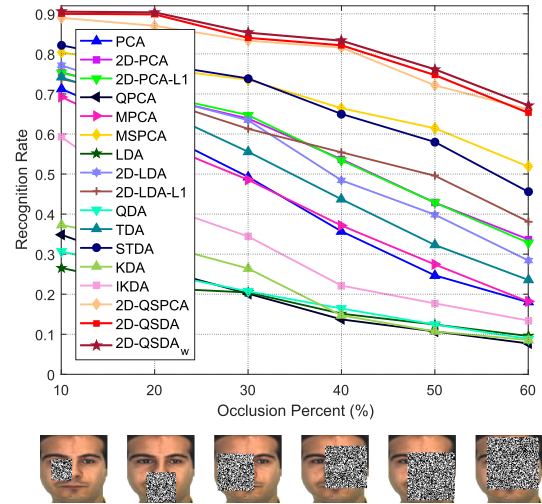 0.9
0.8
0.7
0.6
0.5
0.4
0.3
0.2
0.1
0
Recognition Rate
PCA
2D-PCA
2D-PCA-L1
QPCA
MPCA
MSPCA
LDA
2D-LDA
2D-LDA-L1
QDA
TDA
STDA
KDA
IKDA
2D-QSPCA
2D-QSDA
2D-QSDAw
10 20 30 40 50 60
Occlusion Percent (%)